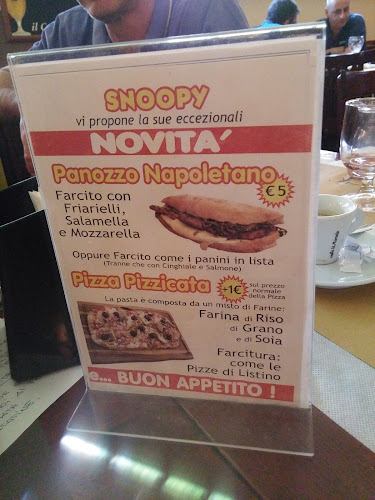 il C
SNOOPY
vi propone la sue eccezionali
NOVITA'
Panozzo Napoletano
€ 5
Farcito con
Friarielli,
Salamella
e Mozzarella
Oppure Farcito come i panini in lista
(Tranne che con Cinghiale e Salmone)
Pizza Pizzicata
+1€
sul prezzo
normale
della Pizza
La pasta è composta da un misto di Farine:
Farina di Riso
di Grano
e di Soia
Farcitura:
come le
Pizze di Listino
e... BUON APPETITO !